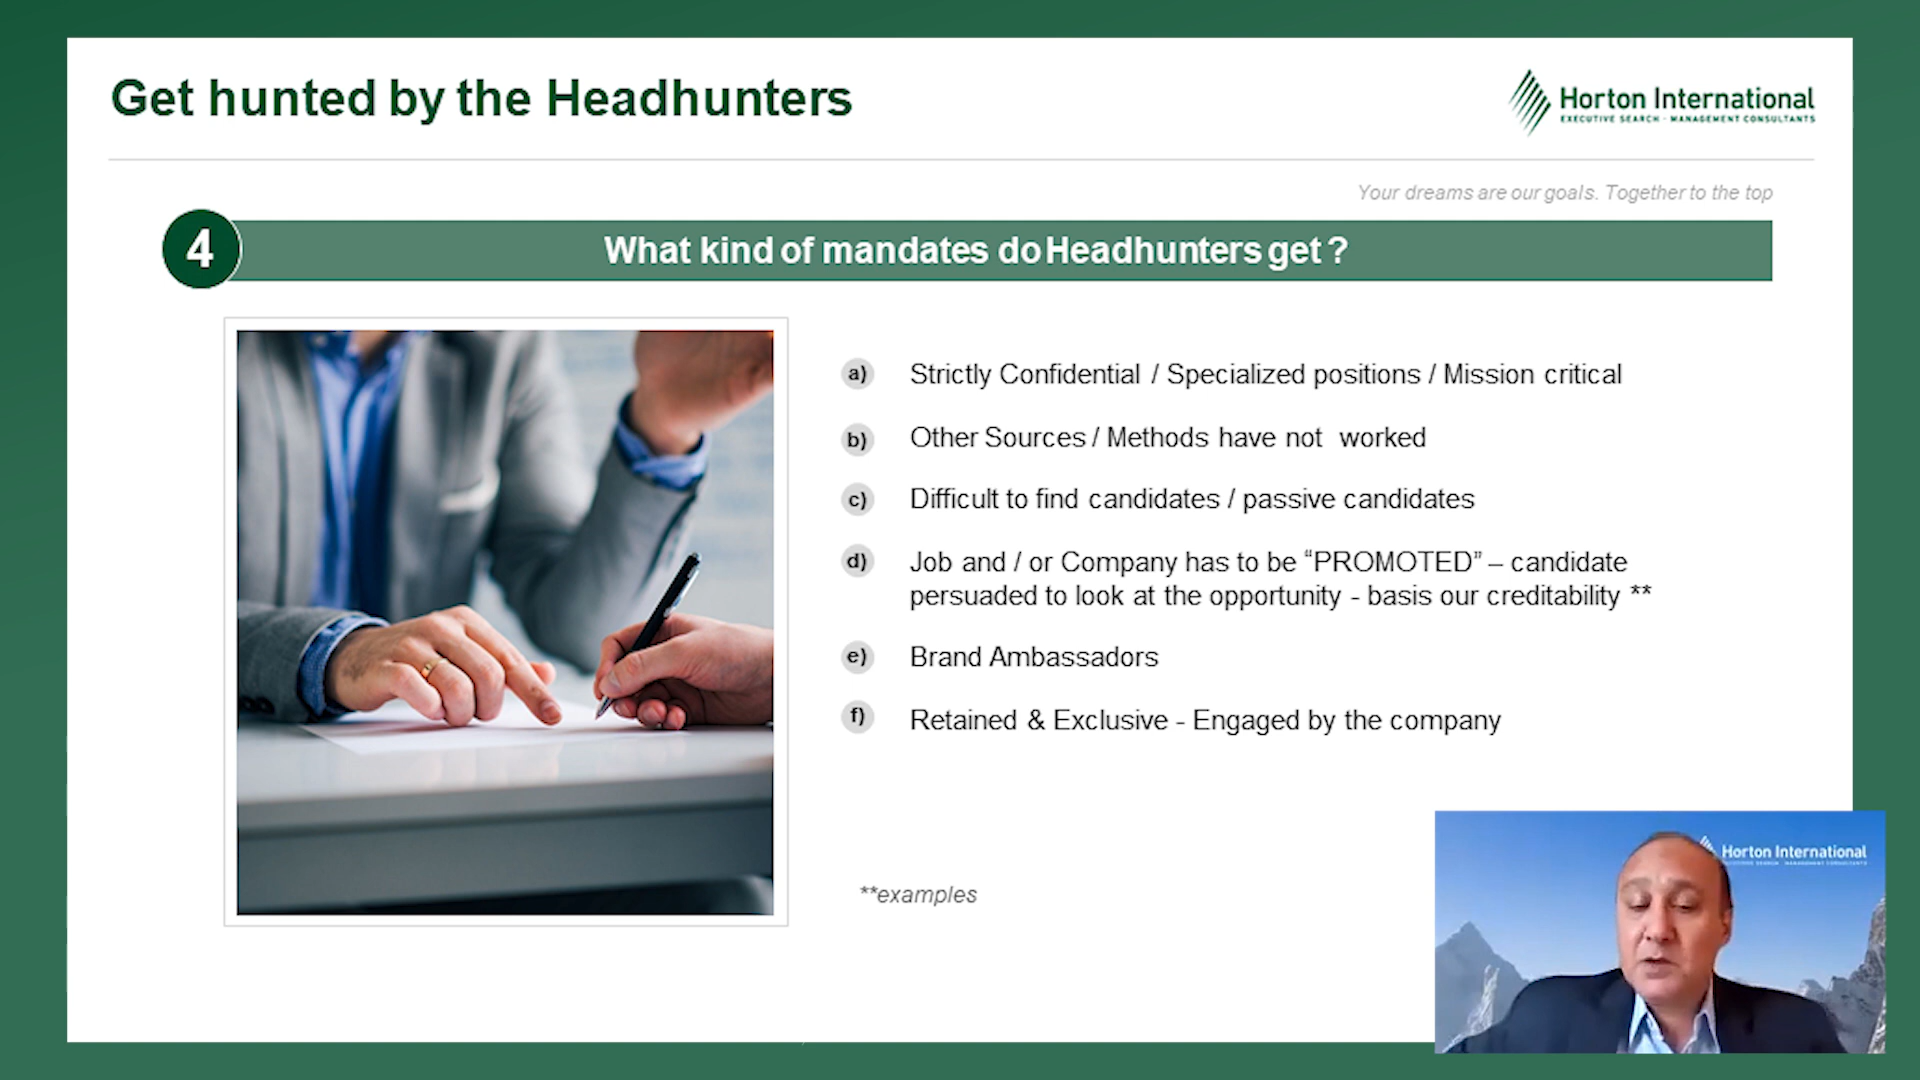 Get hunted by the Headhunters
Horton International
EXECUTIVE SEARCH - MANAGEMENT CONSULTANTS
Your dreams are our goals. Together to the top
4
What kind of mandates do Headhunters get ?
a) Strictly Confidential / Specialized positions / Mission critical
b) Other Sources / Methods have not worked
c) Difficult to find candidates / passive candidates
d) Job and / or Company has to be “PROMOTED” – candidate
persuaded to look at the opportunity - basis our creditability **
e) Brand Ambassadors
f) Retained & Exclusive - Engaged by the company
**examples
Horton International